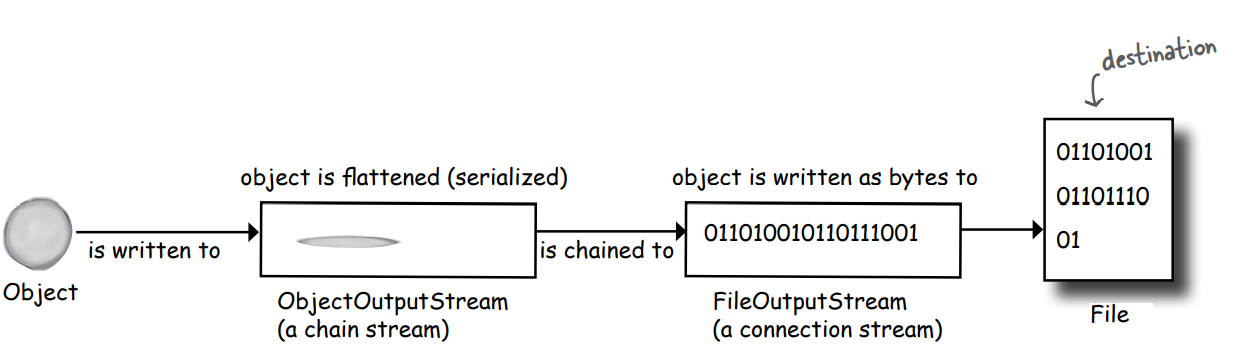 destination
object is flattened (serialized)
object is written as bytes to
01101001
01101110
01
011010010110111001
is written to
is chained to
Object
ObjectOutputStream
(a chain stream)
FileOutputStream
(a connection stream)
File